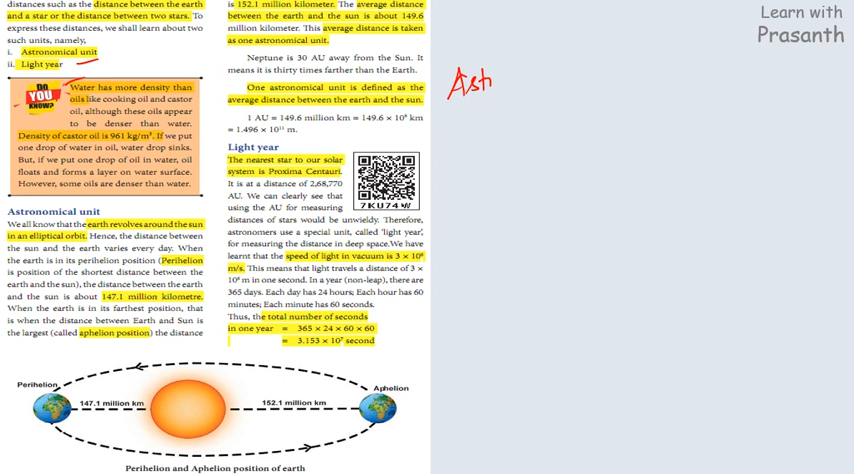 distances such as the distance between the earth
and a star or the distance between two stars. To
express these distances, we shall learn about two
such units, namely,
i. Astronomical unit
ii. Light year
DO
YOU
KNOW?
Water has more density than
oils like cooking oil and castor
oil, although these oils appear
to be denser than water.
Density of castor oil is 961 kg/m³. If we put
one drop of water in oil, water drop sinks.
But, if we put one drop of oil in water, oil
floats and forms a layer on water surface.
However, some oils are denser than water.
Astronomical unit
We all know that the earth revolves around the sun
in an elliptical orbit. Hence, the distance between
the sun and the earth varies every day. When
the earth is in its perihelion position (Perihelion
is position of the shortest distance between the
earth and the sun), the distance between the earth
and the sun is about 147.1 million kilometre.
When the earth is in its farthest position, that
is when the distance between Earth and Sun is
the largest (called aphelion position) the distance
is 152.1 million kilometer. The average distance
between the earth and the sun is about 149.6
million kilometer. This average distance is taken
as one astronomical unit.
Neptune is 30 AU away from the Sun. It
means it is thirty times farther than the Earth.
One astronomical unit is defined as the
average distance between the earth and the sun.
1 AU = 149.6 million km = 149.6 × 10⁶ km
= 1.496 × 10¹¹ m.
Light year
The nearest star to our solar
system is Proxima Centauri.
It is at a distance of 2,68,770
AU. We can clearly see that
using the AU for measuring
distances of stars would be unwieldy. Therefore,
astronomers use a special unit, called 'light year',
for measuring the distance in deep space.We have
learnt that the speed of light in vacuum is 3 × 10⁸
m/s. This means that light travels a distance of 3 ×
10⁸ m in one second. In a year (non-leap), there are
365 days. Each day has 24 hours; Each hour has 60
minutes; Each minute has 60 seconds.
Thus, the total number of seconds
in one year = 365 × 24 × 60 × 60
= 3.153 × 10⁷ second
7KU74W
Perihelion
147.1 million km
152.1 million km
Aphelion
Perihelion and Aphelion position of earth
Learn with
Prasanth
Ast